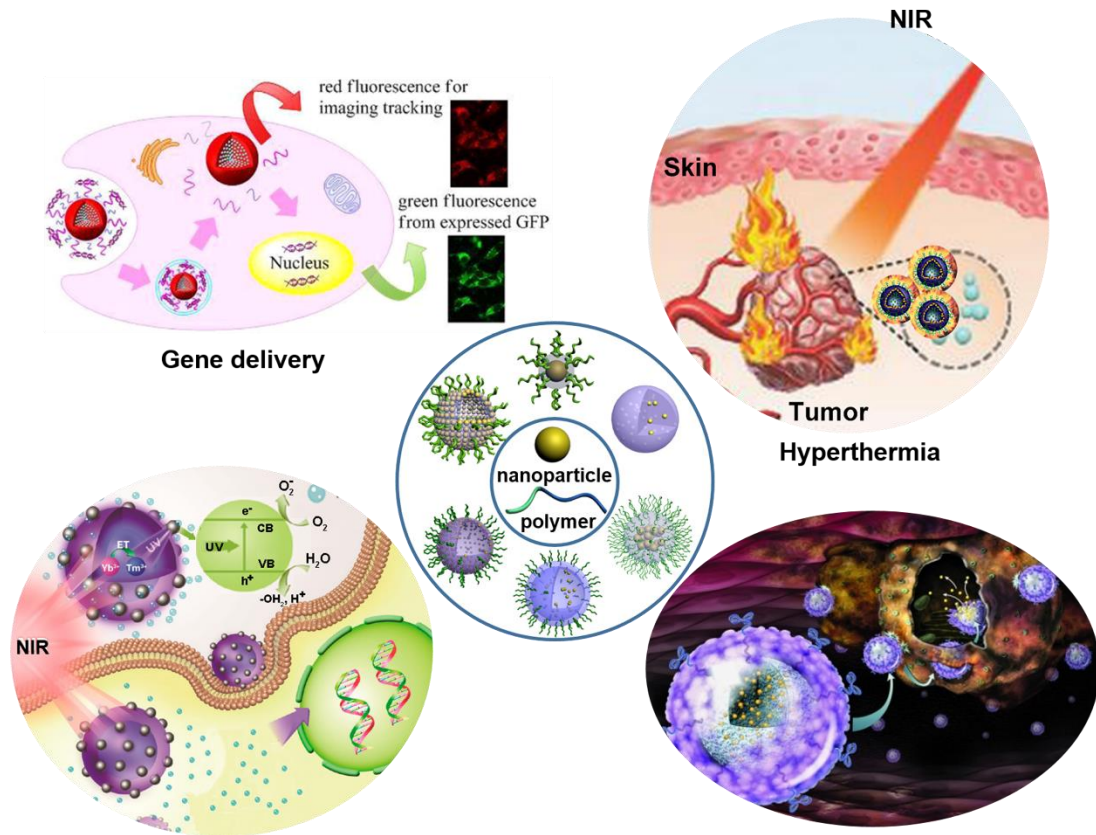 NIR
red fluorescence for
imaging tracking
green fluorescence
from expressed GFP
Nucleus
Gene delivery
Skin
Tumor
Hyperthermia
nanoparticle
polymer
O₂⁻
e⁻
CB
O₂
UV
ET
UV
Yb³⁺
Tm³⁺
VB
H₂O
h⁺
-OH₂, H⁺
NIR